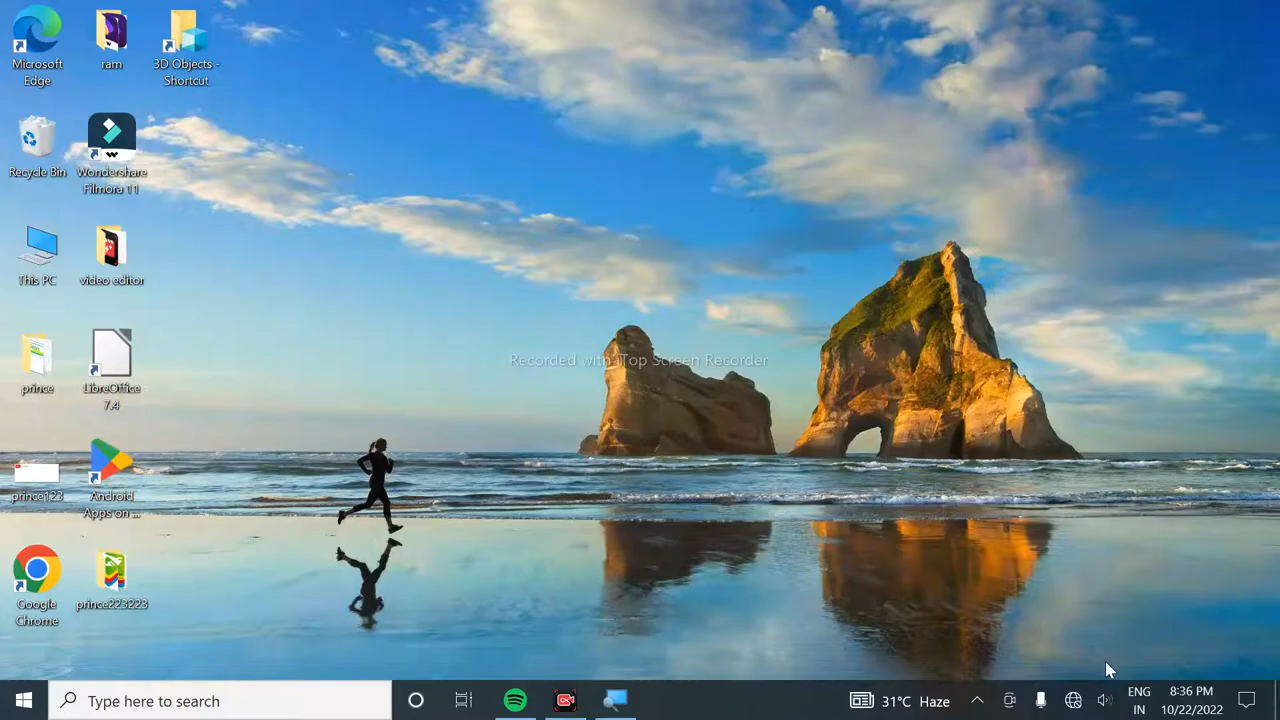 Microsoft
Edge
ram
3D Objects -
Shortcut
Recycle Bin
Wondershare
Filmora 11
This PC
video editor
prince
LibreOffice
7.4
prince123
Android
Apps on ...
Google
Chrome
prince223223
Recorded with iTop Screen Recorder
Type here to search
31°C Haze
ENG
IN
8:36 PM
10/22/2022